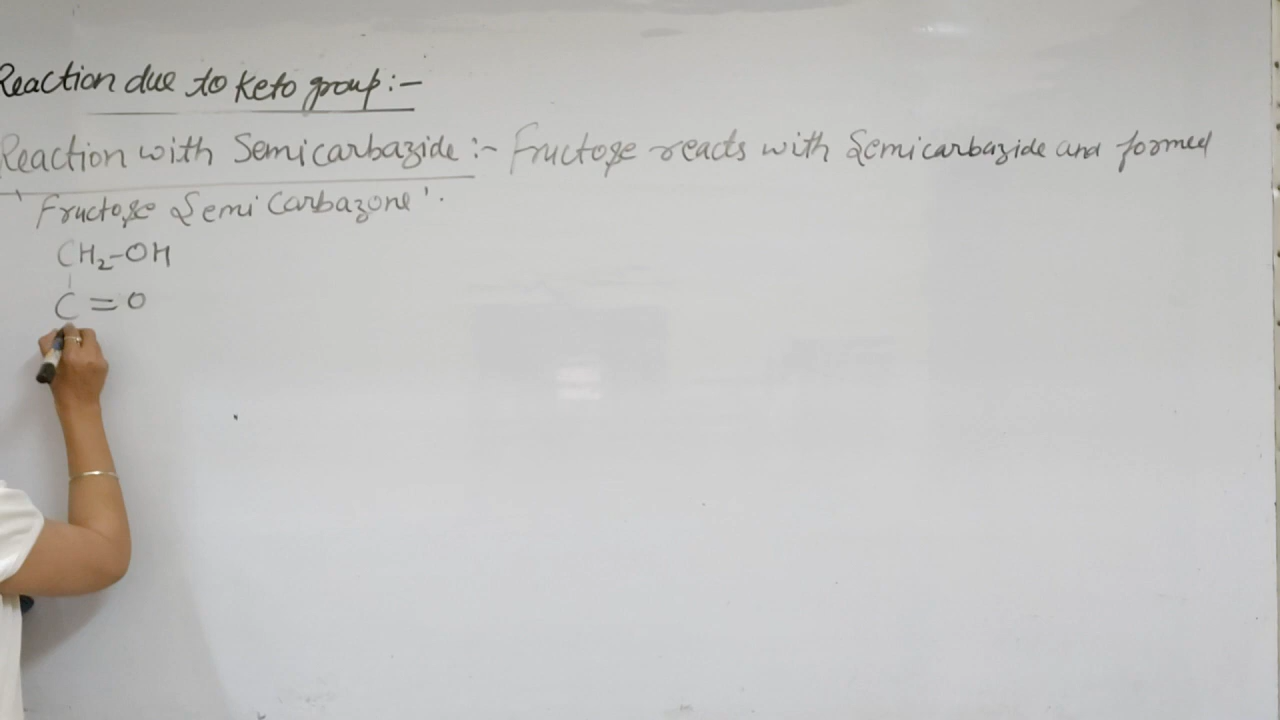 Reaction due to keto group:-
Reaction with Semicarbazide :- Fructose reacts with Semicarbazide and formed
'Fructose Semi Carbazone'.
CH₂-OH
C=O